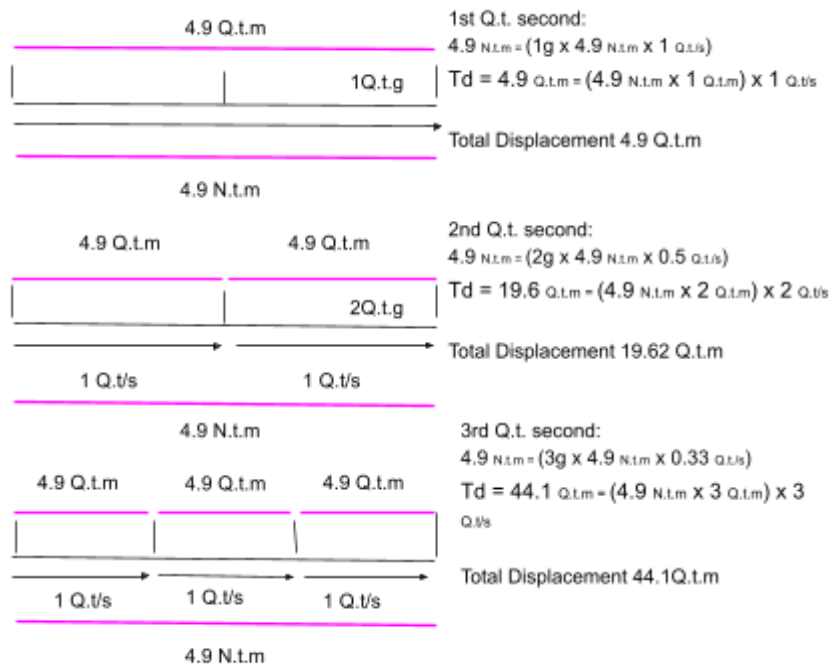 4.9 Q.t.m
1Q.t.g
4.9 N.t.m
1st Q.t. second:
4.9 N.t.m = (1g x 4.9 N.t.m x 1 Q.t/s)
Td = 4.9 Q.t.m = (4.9 N.t.m x 1 Q.t.m) x 1 Q.t/s
Total Displacement 4.9 Q.t.m
4.9 Q.t.m 4.9 Q.t.m
2Q.t.g
1 Q.t/s 1 Q.t/s
4.9 N.t.m
2nd Q.t. second:
4.9 N.t.m = (2g x 4.9 N.t.m x 0.5 Q.t/s)
Td = 19.6 Q.t.m = (4.9 N.t.m x 2 Q.t.m) x 2 Q.t/s
Total Displacement 19.62 Q.t.m
4.9 Q.t.m 4.9 Q.t.m 4.9 Q.t.m
1 Q.t/s 1 Q.t/s 1 Q.t/s
4.9 N.t.m
3rd Q.t. second:
4.9 N.t.m = (3g x 4.9 N.t.m x 0.33 Q.t/s)
Td = 44.1 Q.t.m = (4.9 N.t.m x 3 Q.t.m) x 3
Q.t/s
Total Displacement 44.1Q.t.m